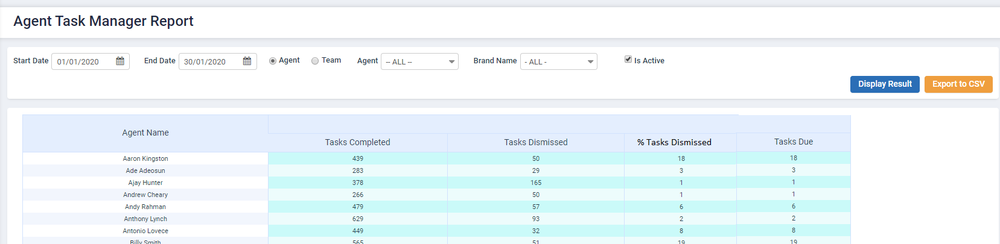 Agent Task Manager Report
Start Date 01/01/2020 End Date 30/01/2020 Agent Team Agent -- ALL -- Brand Name - ALL - Is Active
Display Result Export to CSV
Agent Name Tasks Completed Tasks Dismissed % Tasks Dismissed Tasks Due
Aaron Kingston 439 50 18 18
Ade Adeosun 283 29 3 3
Ajay Hunter 378 165 1 1
Andrew Cheary 266 50 1 1
Andy Rahman 479 57 6 6
Anthony Lynch 629 93 2 2
Antonio Lovece 449 32 8 8
Billy Smith 565 51 19 19